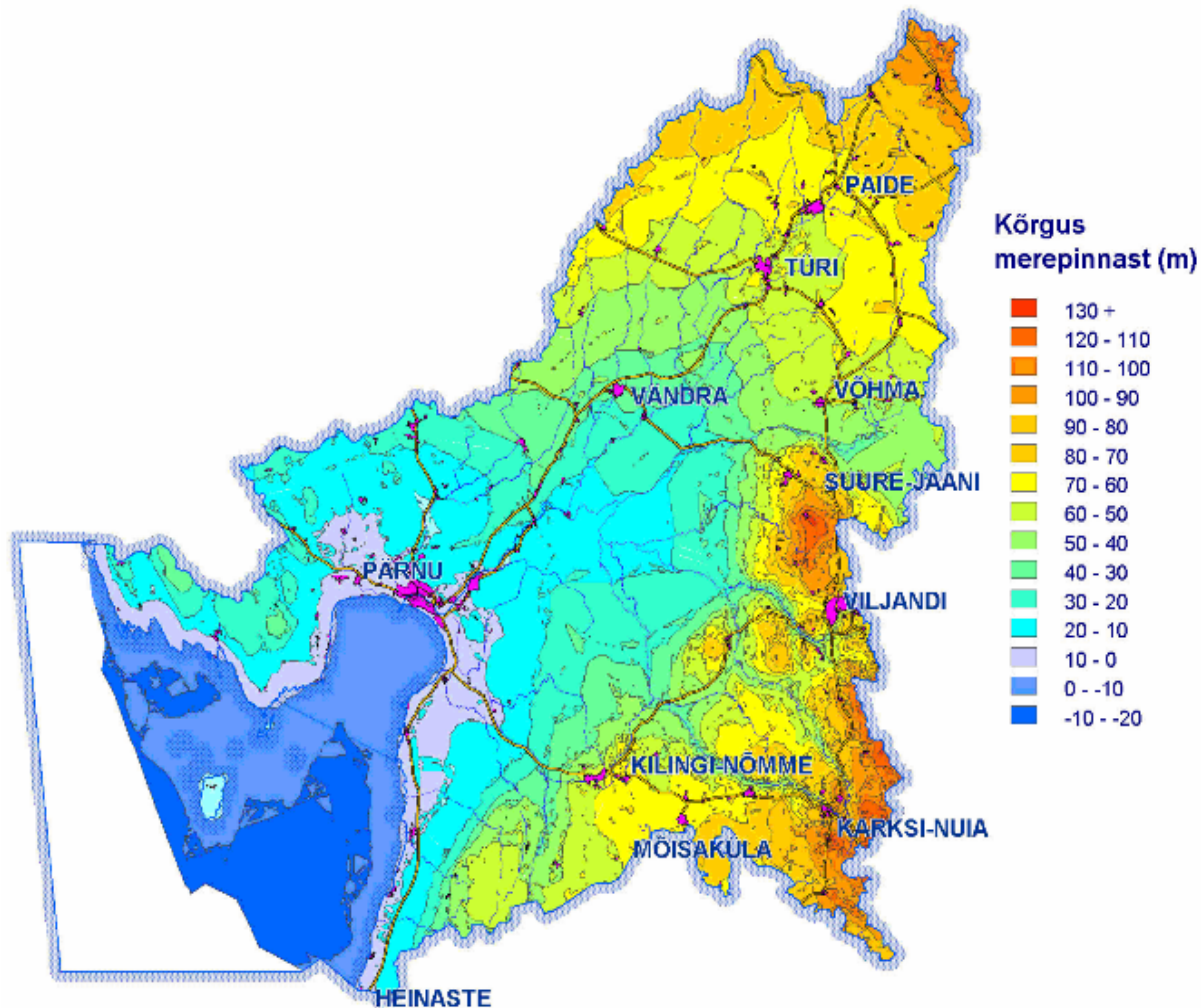 PAIDE
Kõrgus
merepinnast (m)
TÜRI
130 +
120 - 110
110 - 100
100 - 90
90 - 80
80 - 70
70 - 60
60 - 50
50 - 40
40 - 30
30 - 20
20 - 10
10 - 0
0 - -10
-10 - -20
VÄNDRA
VÕHMA
SUURE-JAANI
PÄRNU
VILJANDI
KILINGI-NÕMME
KARKSI-NUIA
MÕISAKÜLA
HEINASTE